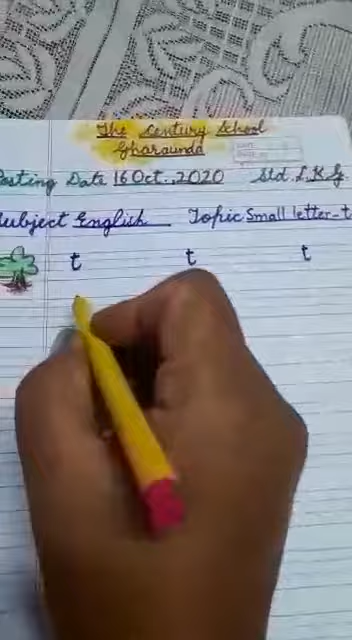 The Century School
Gharaunda
Posting Date 16 Oct., 2020 Std L.K.G.
Subject English Topic Small letter-t
t t t